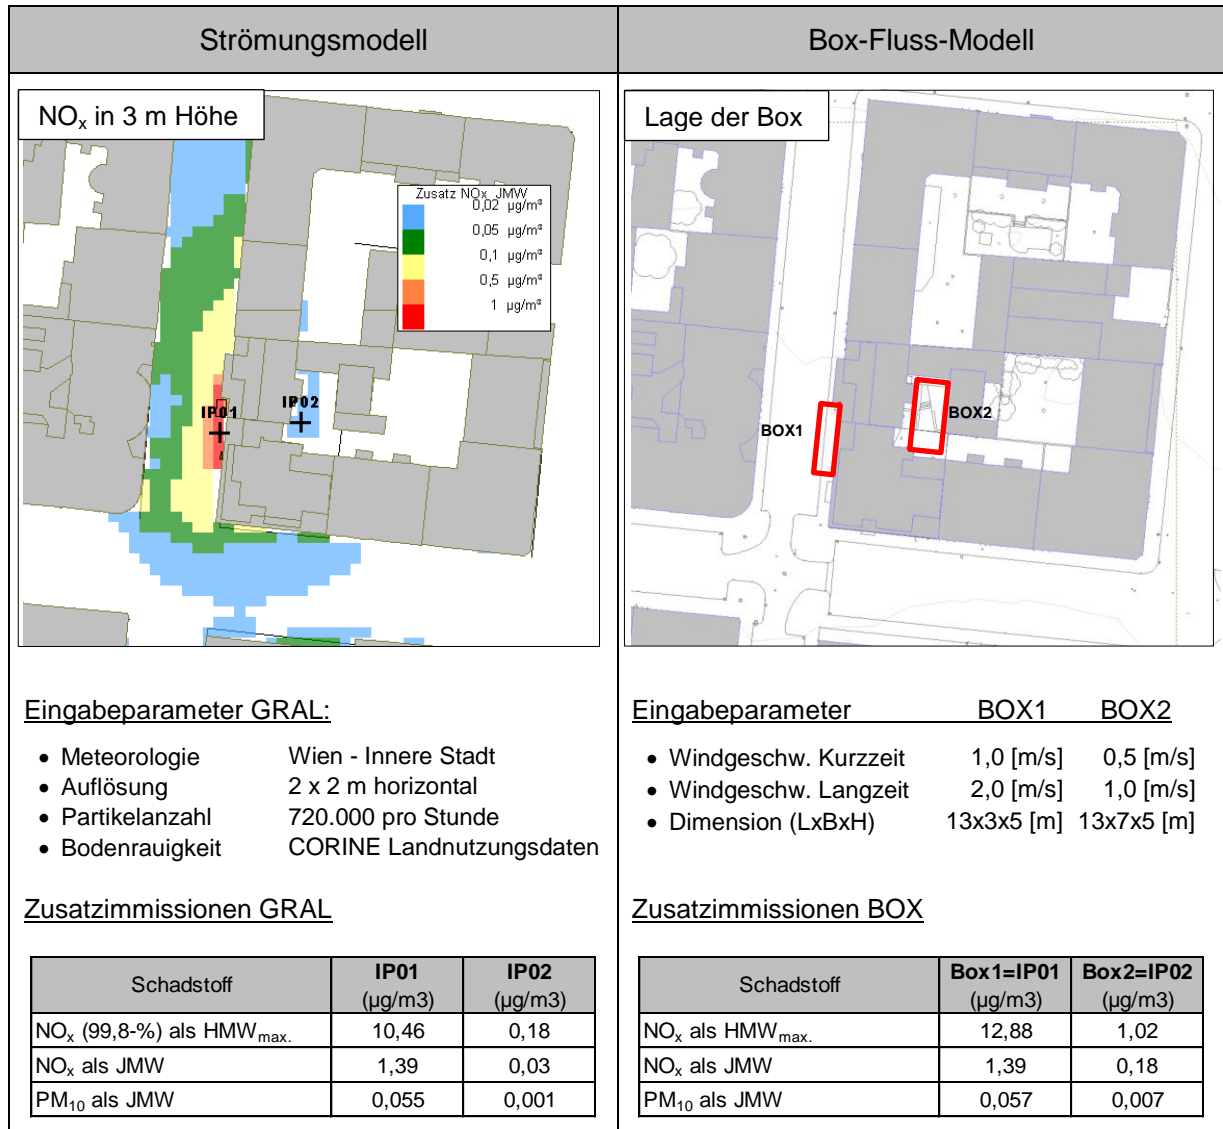 Strömungsmodell
NOx in 3 m Höhe
Zusatz NOx JMW
0,02 µg/m³
0,05 µg/m³
0,1 µg/m³
0,5 µg/m³
1 µg/m³
IP01
IP02
Eingabeparameter GRAL:
• Meteorologie Wien - Innere Stadt
• Auflösung 2 x 2 m horizontal
• Partikelanzahl 720.000 pro Stunde
• Bodenrauigkeit CORINE Landnutzungsdaten
Zusatzimmissionen GRAL
Schadstoff IP01 IP02
(µg/m3) (µg/m3)
NOx (99,8-%) als HMWmax. 10,46 0,18
NOx als JMW 1,39 0,03
PM10 als JMW 0,055 0,001
Box-Fluss-Modell
Lage der Box
BOX1
BOX2
Eingabeparameter BOX1 BOX2
• Windgeschw. Kurzzeit 1,0 [m/s] 0,5 [m/s]
• Windgeschw. Langzeit 2,0 [m/s] 1,0 [m/s]
• Dimension (LxBxH) 13x3x5 [m] 13x7x5 [m]
Zusatzimmissionen BOX
Schadstoff Box1=IP01 Box2=IP02
(µg/m3) (µg/m3)
NOx als HMWmax. 12,88 1,02
NOx als JMW 1,39 0,18
PM10 als JMW 0,057 0,007